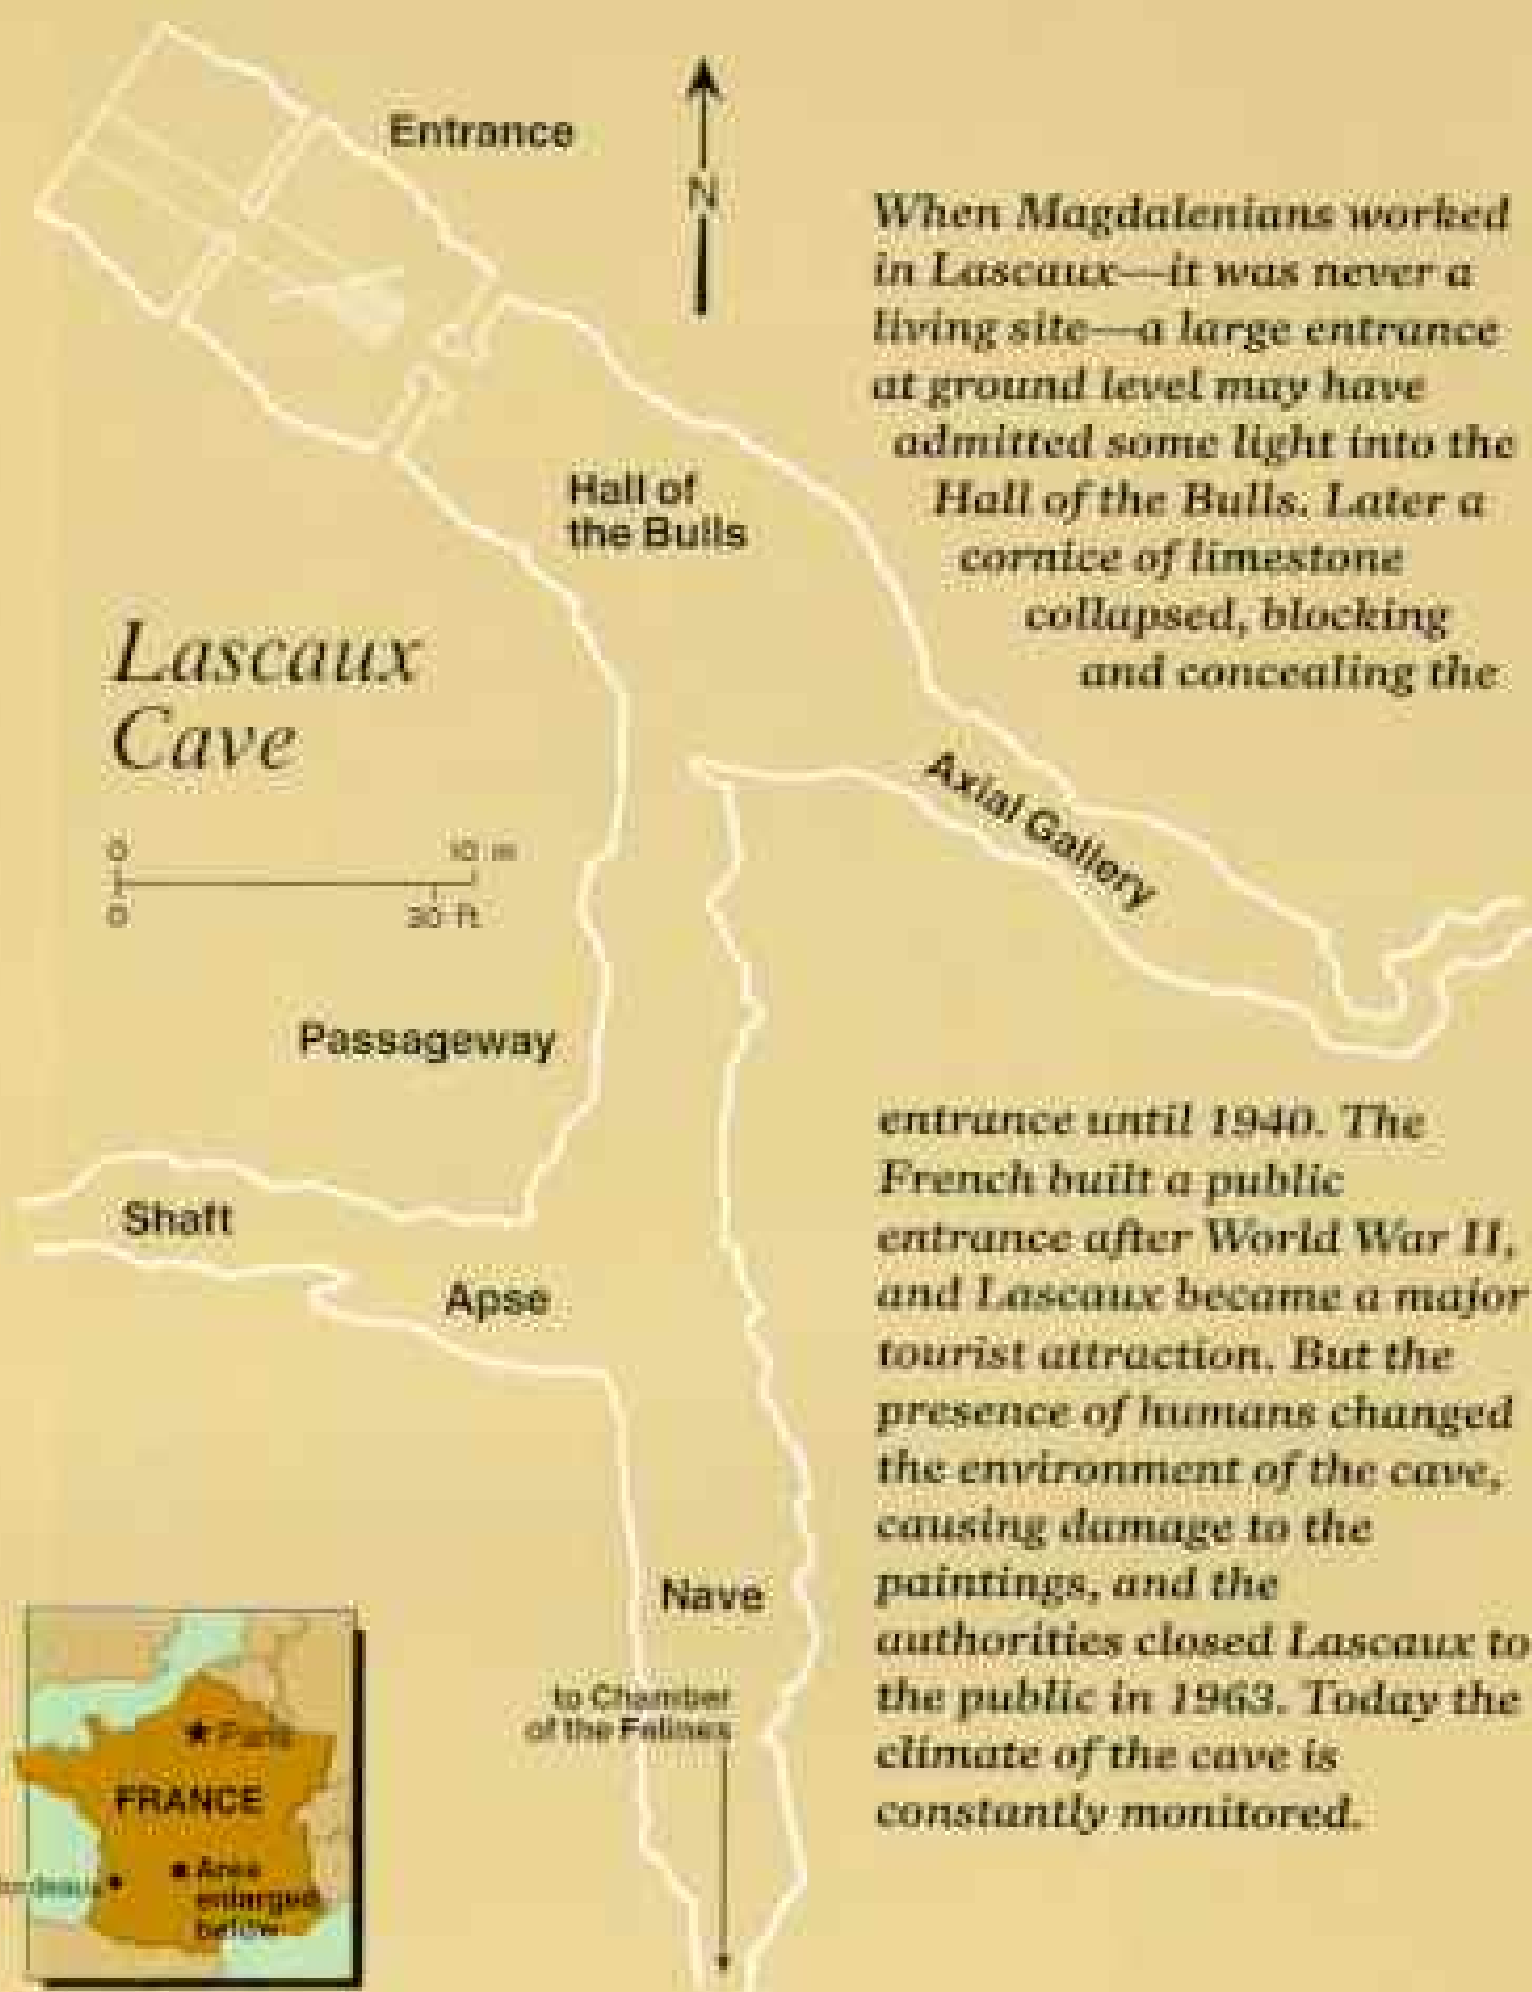 Entrance
N
When Magdalenians worked
in Lascaux—it was never a
living site—a large entrance
at ground level may have
admitted some light into the
Hall of the Bulls. Later a
cornice of limestone
collapsed, blocking
and concealing the
Hall of
the Bulls
Lascaux
Cave
0 10 m
0 30 ft
Axial Gallery
Passageway
entrance until 1940. The
French built a public
entrance after World War II,
and Lascaux became a major
tourist attraction. But the
presence of humans changed
the environment of the cave,
causing damage to the
paintings, and the
authorities closed Lascaux to
the public in 1963. Today the
climate of the cave is
constantly monitored.
Shaft
Apse
Nave
to Chamber
of the Felines
Paris
FRANCE
Area
enlarged
below